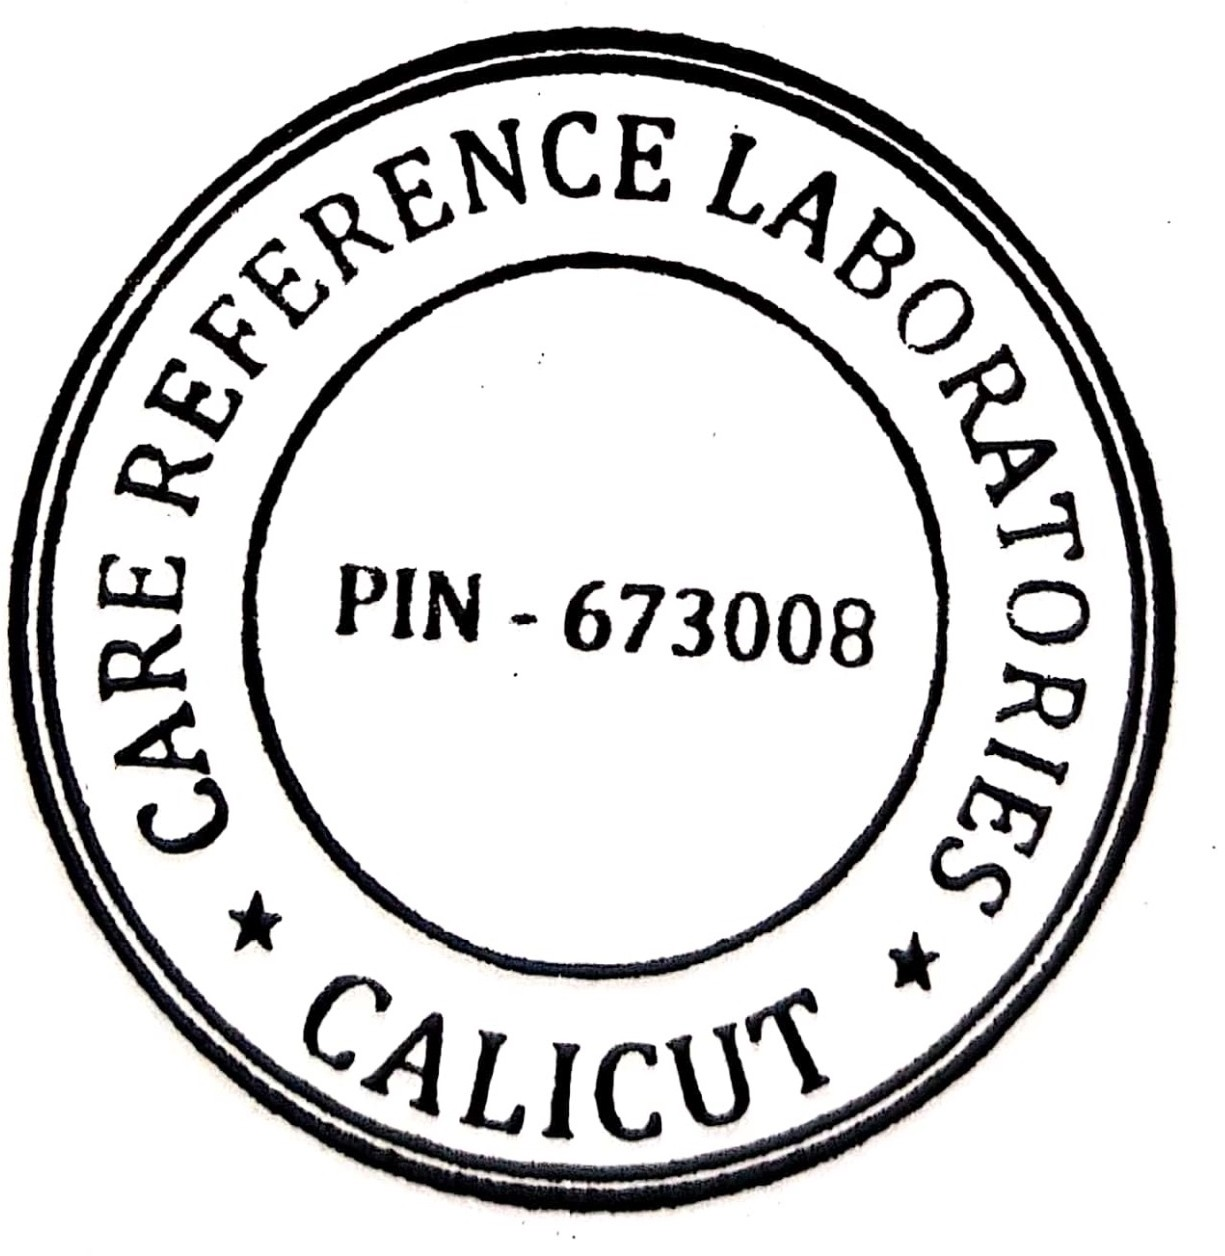 CARE REFERENCE LABORATORIES
PIN - 673008
★ CALICUT ★